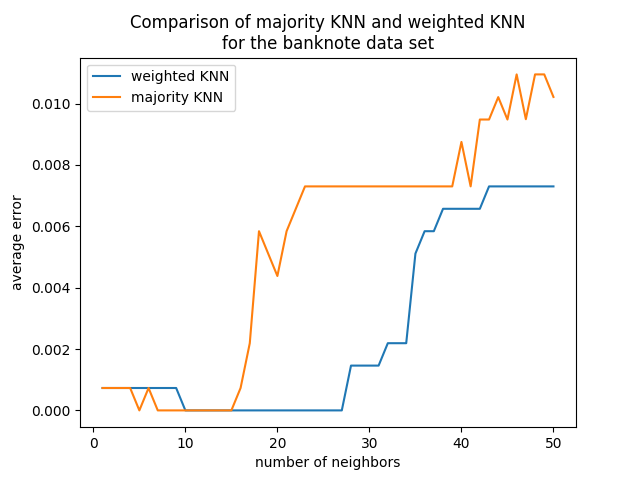 Comparison of majority KNN and weighted KNN
for the banknote data set
weighted KNN
majority KNN
average error
0.010
0.008
0.006
0.004
0.002
0.000
0 10 20 30 40 50
number of neighbors